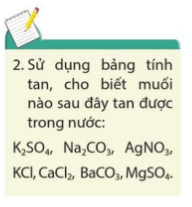 2. Sử dụng bảng tính
tan, cho biết muối
nào sau đây tan được
trong nước:
K₂SO₄, Na₂CO₃, AgNO₃,
KCl, CaCl₂, BaCO₃, MgSO₄.